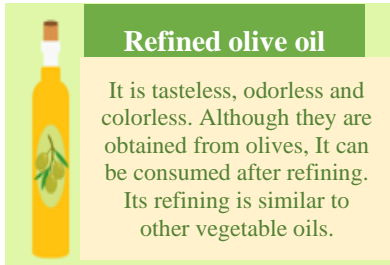 Refined olive oil
It is tasteless, odorless and
colorless. Although they are
obtained from olives, It can
be consumed after refining.
Its refining is similar to
other vegetable oils.